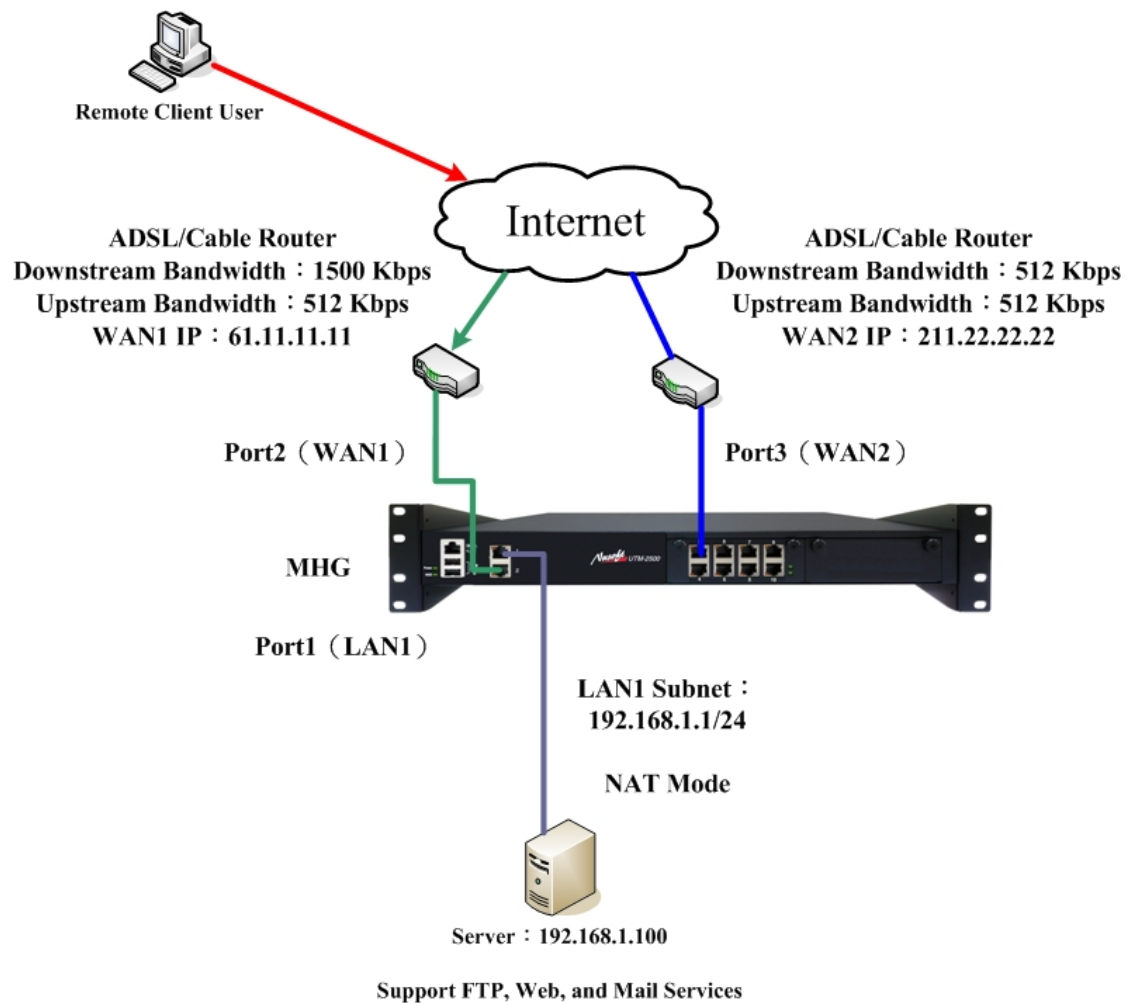 Remote Client User
Internet
ADSL/Cable Router
Downstream Bandwidth：1500 Kbps
Upstream Bandwidth：512 Kbps
WAN1 IP：61.11.11.11
ADSL/Cable Router
Downstream Bandwidth：512 Kbps
Upstream Bandwidth：512 Kbps
WAN2 IP：211.22.22.22
Port2（WAN1）
Port3（WAN2）
MHG
UTM-2500
Port1（LAN1）
LAN1 Subnet：
192.168.1.1/24
NAT Mode
Server：192.168.1.100
Support FTP, Web, and Mail Services